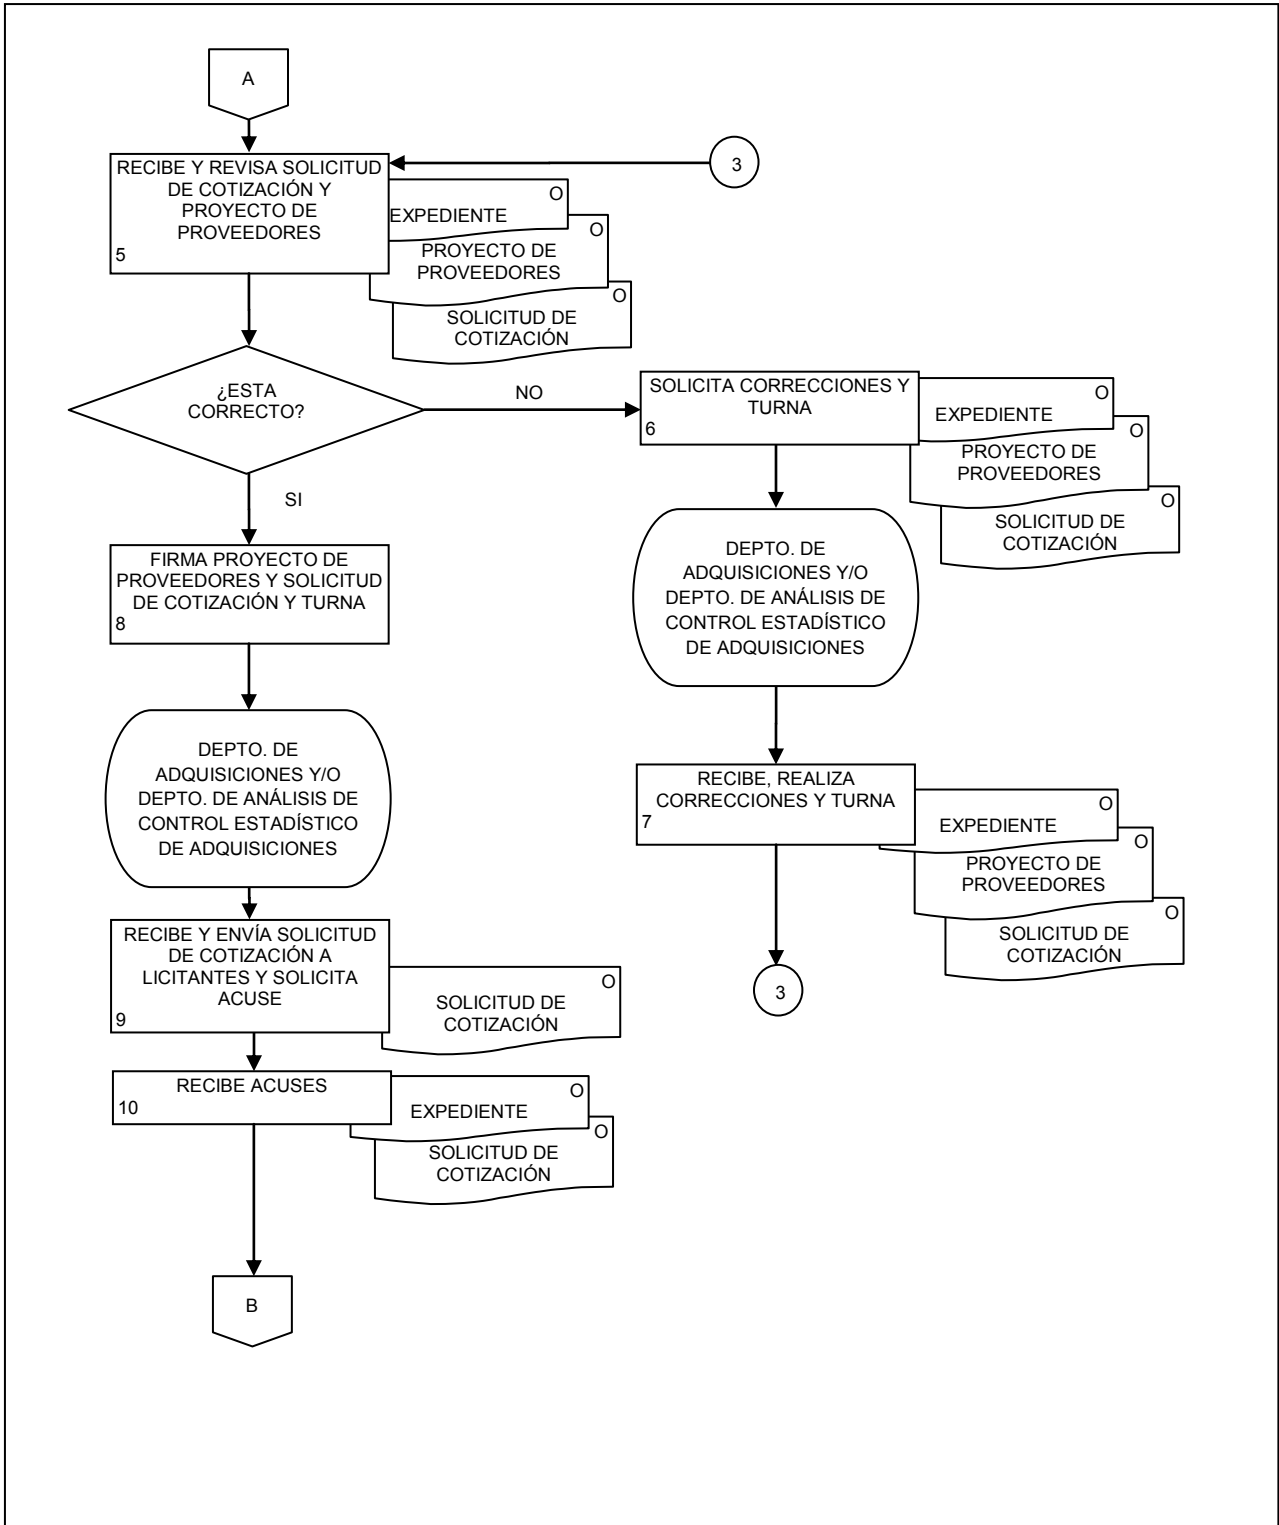 A
RECIBE Y REVISA SOLICITUD
DE COTIZACIÓN Y
PROYECTO DE
PROVEEDORES
5
3
O
EXPEDIENTE
O
PROYECTO DE
PROVEEDORES
O
SOLICITUD DE
COTIZACIÓN
¿ESTA
CORRECTO?
NO
SOLICITA CORRECCIONES Y
TURNA
6
O
EXPEDIENTE
O
PROYECTO DE
PROVEEDORES
O
SOLICITUD DE
COTIZACIÓN
SI
DEPTO. DE
ADQUISICIONES Y/O
DEPTO. DE ANÁLISIS DE
CONTROL ESTADÍSTICO
DE ADQUISICIONES
FIRMA PROYECTO DE
PROVEEDORES Y SOLICITUD
DE COTIZACIÓN Y TURNA
8
DEPTO. DE
ADQUISICIONES Y/O
DEPTO. DE ANÁLISIS DE
CONTROL ESTADÍSTICO
DE ADQUISICIONES
RECIBE, REALIZA
CORRECCIONES Y TURNA
7
O
EXPEDIENTE
O
PROYECTO DE
PROVEEDORES
O
SOLICITUD DE
COTIZACIÓN
3
RECIBE Y ENVÍA SOLICITUD
DE COTIZACIÓN A
LICITANTES Y SOLICITA
ACUSE
9
O
SOLICITUD DE
COTIZACIÓN
RECIBE ACUSES
10
O
EXPEDIENTE
O
SOLICITUD DE
COTIZACIÓN
B